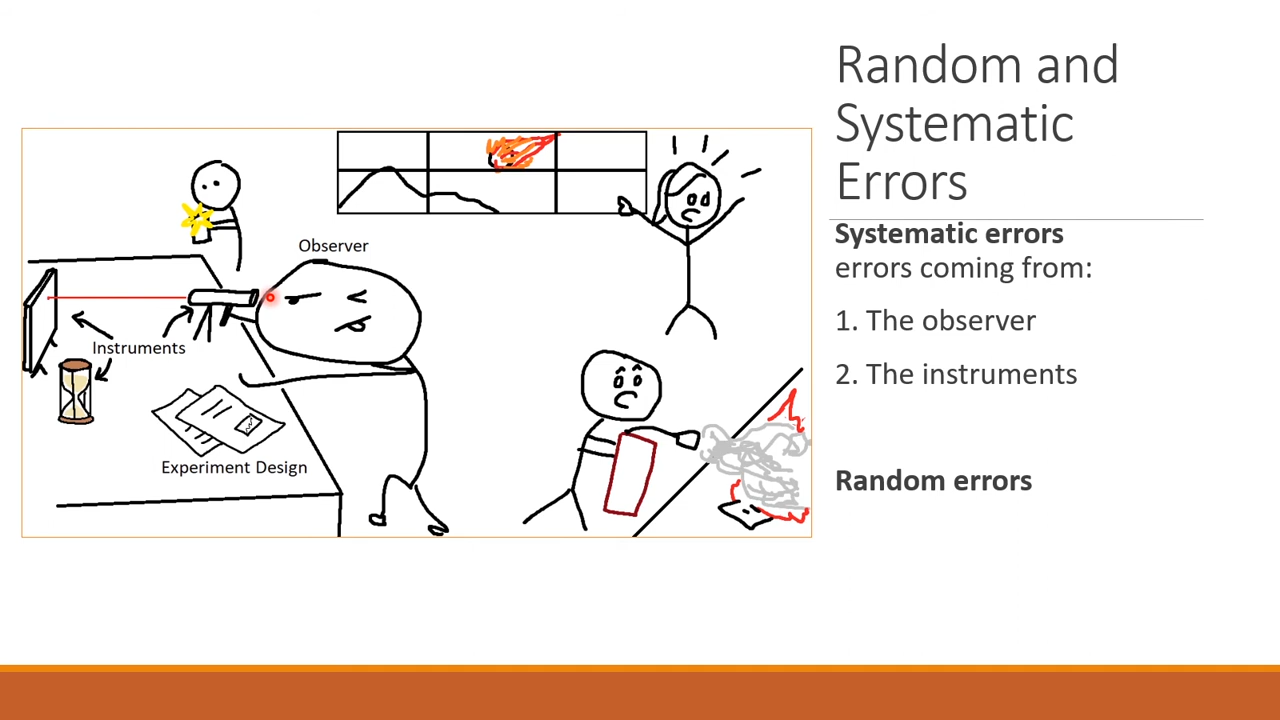 Random and
Systematic
Errors
Systematic errors
errors coming from:
1. The observer
2. The instruments
Random errors
Observer
Instruments
Experiment Design